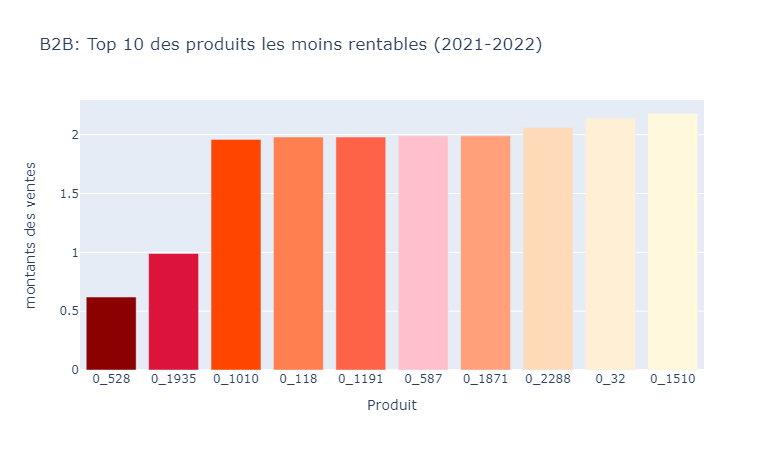 B2B: Top 10 des produits les moins rentables (2021-2022)
montants des ventes
2
1.5
1
0.5
0
0_528 0_1935 0_1010 0_118 0_1191 0_587 0_1871 0_2288 0_32 0_1510
Produit